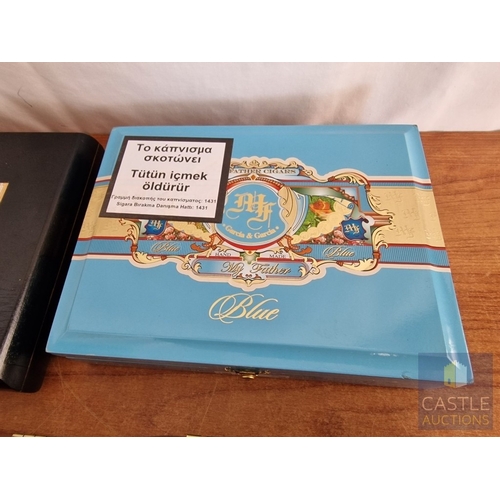 Το κάπνισμα
σκοτώνει
Tütün içmek
öldürür
Γραμμή διακοπής του καπνίσματος: 1431
Sigara Bırakma Danışma Hattı: 1431
FATHER CIGARS
Garcia & Garcia
Blue
HAND
MADE
Blue
My Father
Blue
CASTLE
AUCTIONS